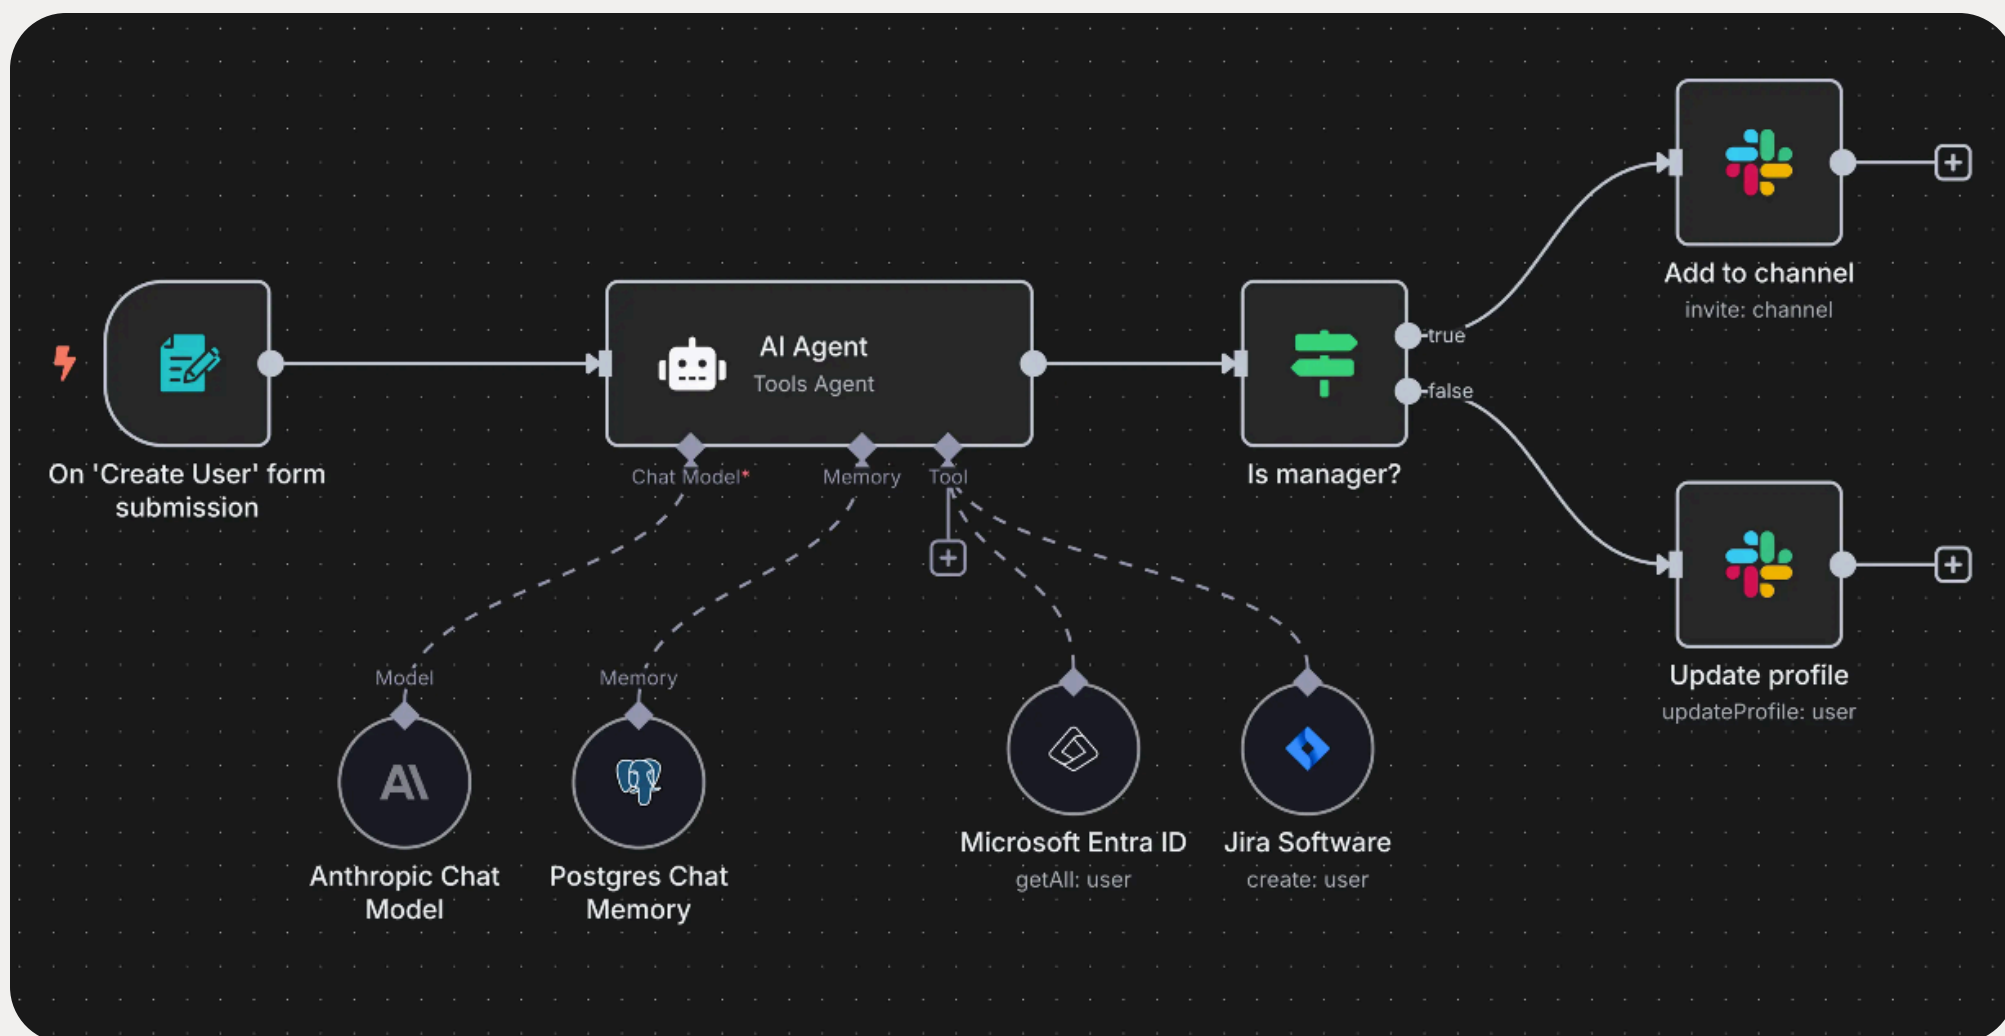 On 'Create User' form
submission
AI Agent
Tools Agent
Chat Model*
Memory
Tool
Is manager?
true
false
Add to channel
invite: channel
Update profile
updateProfile: user
Model
Memory
Anthropic Chat
Model
Postgres Chat
Memory
Microsoft Entra ID
getAll: user
Jira Software
create: user